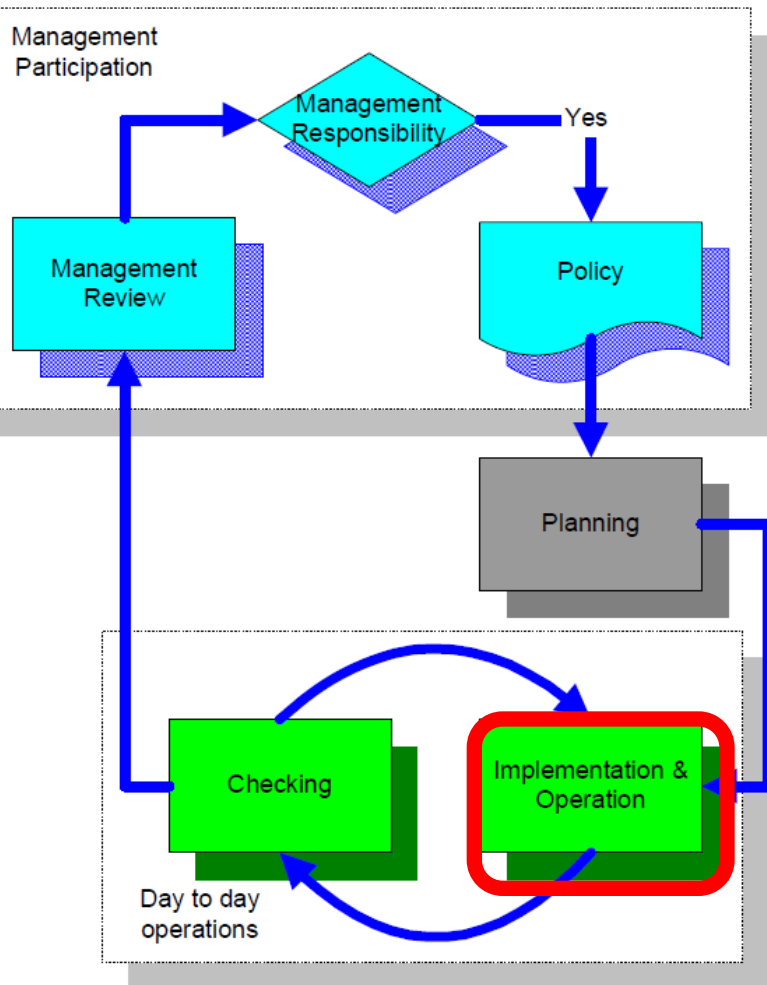 Management
Participation
Management
Responsibility
Yes
Management
Review
Policy
Planning
Checking
Implementation &
Operation
Day to day
operations